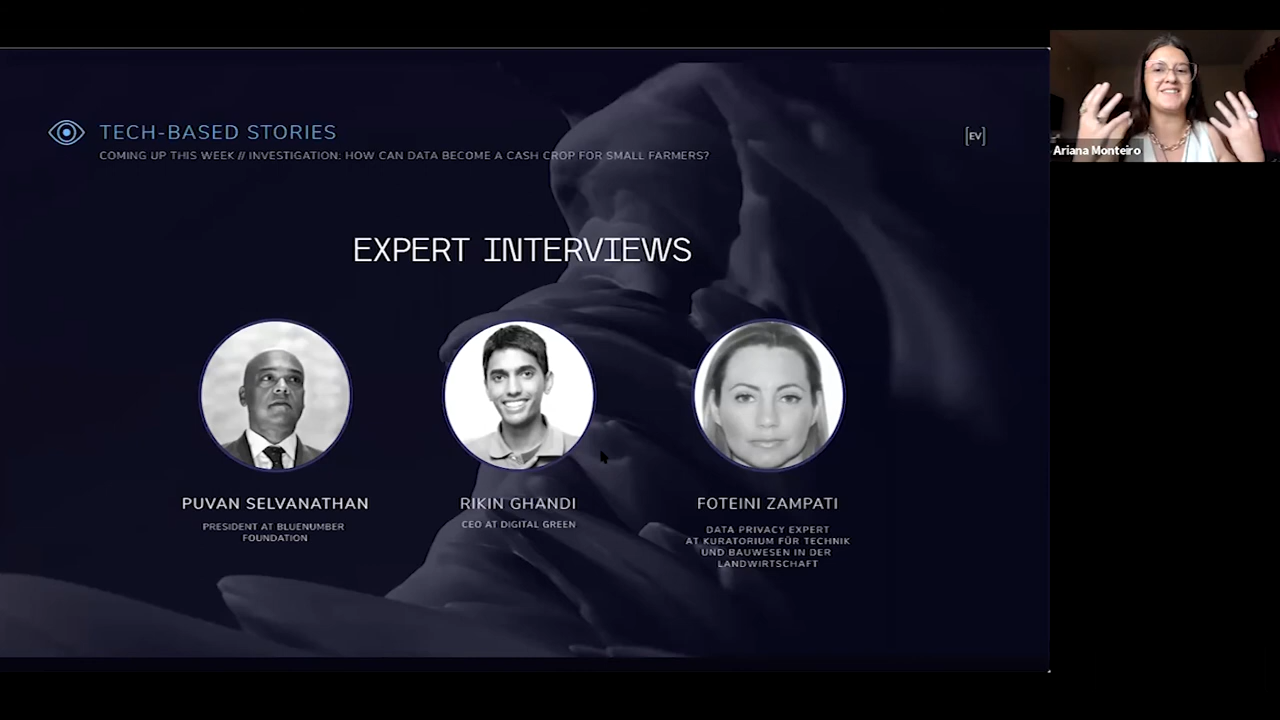 TECH-BASED STORIES
COMING UP THIS WEEK // INVESTIGATION: HOW CAN DATA BECOME A CASH CROP FOR SMALL FARMERS?
[EV]
Ariana Monteiro
EXPERT INTERVIEWS
PUVAN SELVANATHAN
PRESIDENT AT BLUENUMBER
FOUNDATION
RIKIN GHANDI
CEO AT DIGITAL GREEN
FOTEINI ZAMPATI
DATA PRIVACY EXPERT
AT KURATORIUM FÜR TECHNIK
UND BAUWESEN IN DER
LANDWIRTSCHAFT